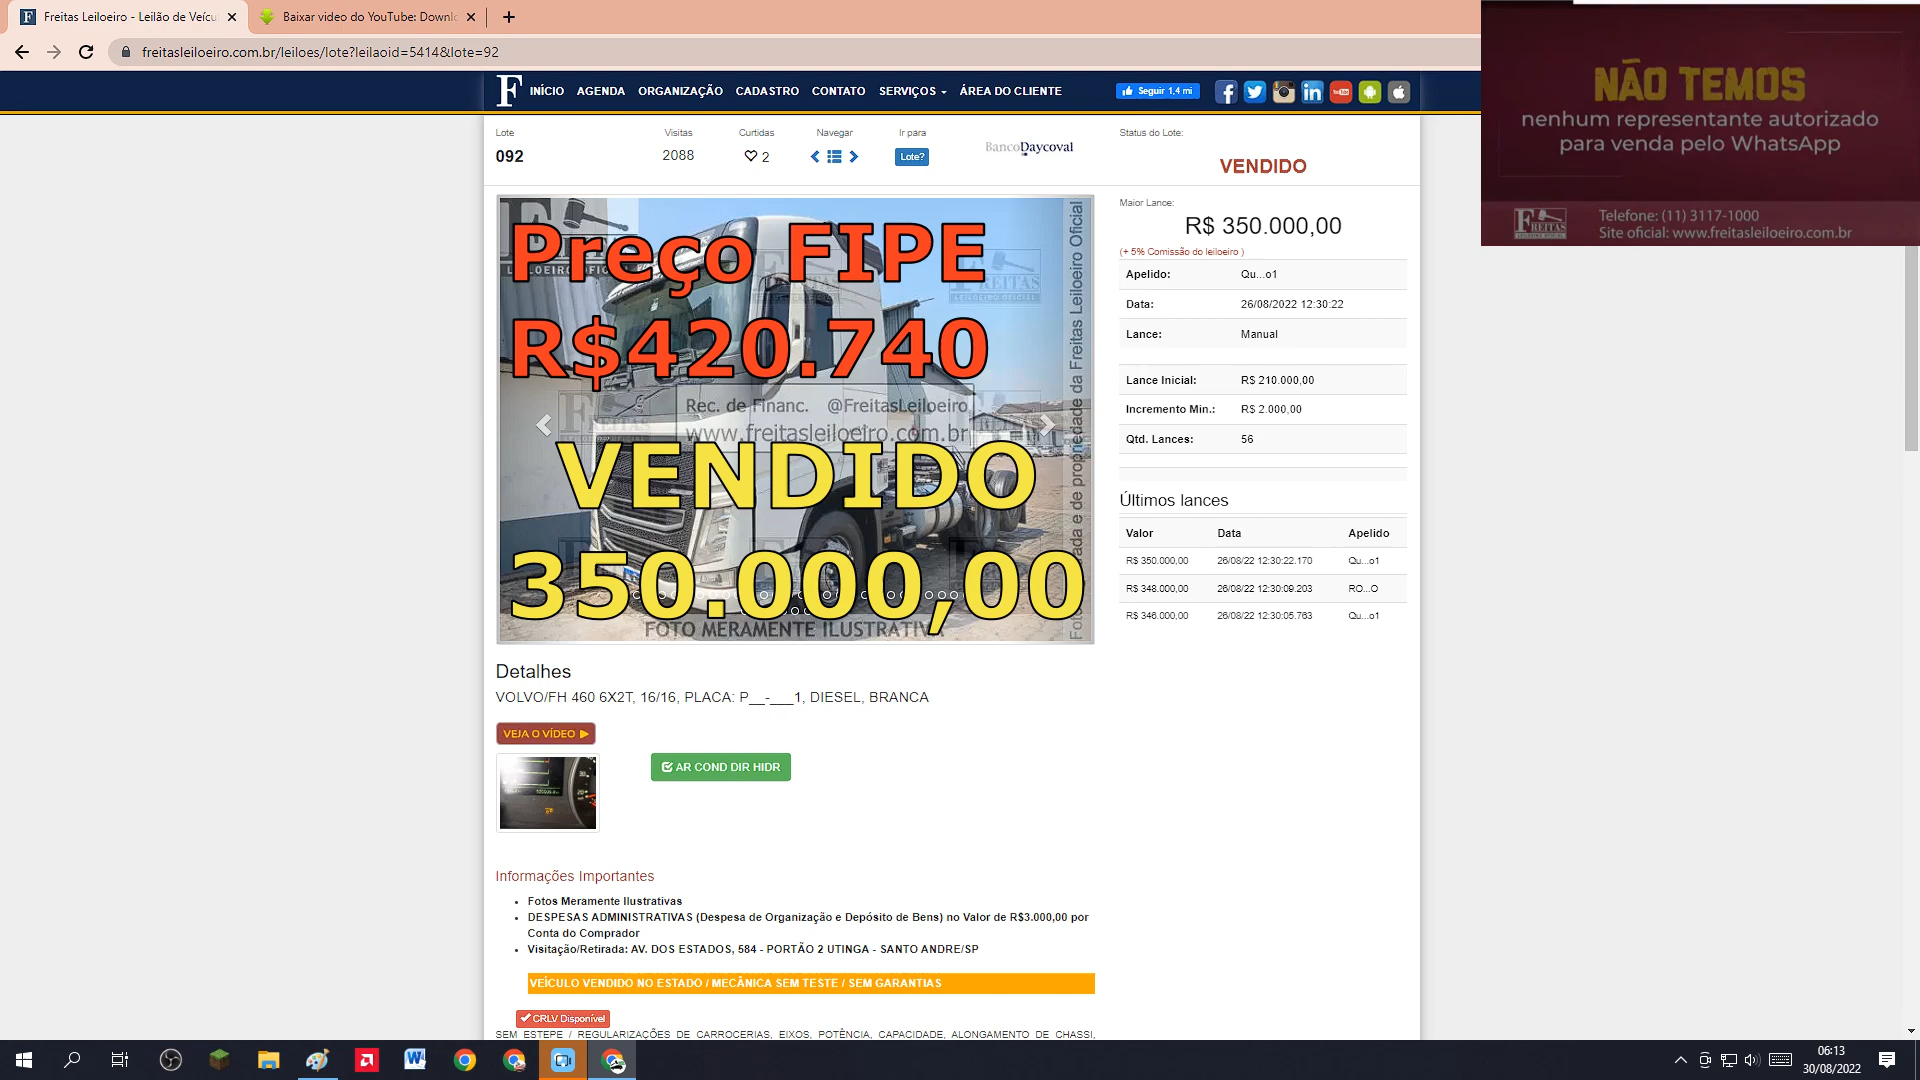 Freitas Leiloeiro - Leilão de Veícu
Baixar video do YouTube: Downlo
freitasleiloeiro.com.br/leiloes/lote?leilaoid=5414&lote=92
F INÍCIO AGENDA ORGANIZAÇÃO CADASTRO CONTATO SERVIÇOS ÁREA DO CLIENTE
Seguir 1,4 mi
NÃO TEMOS
nenhum representante autorizado
para venda pelo WhatsApp
FREITAS
Telefone: (11) 3117-1000
Site oficial: www.freitasleiloeiro.com.br
Lote Visitas Curtidas Navegar Ir para
092 2088 2 Lote?
BancoDaycoval
Status do Lote:
VENDIDO
Preço FIPE
R$420.740
Rec. de Financ. @FreitasLeiloeiro
www.freitasleiloeiro.com.br
VENDIDO
350.000,00
FOTO MERAMENTE ILUSTRATIVA
Maior Lance:
R$ 350.000,00
(+ 5% Comissão do leiloeiro )
Apelido: Qu...o1
Data: 26/08/2022 12:30:22
Lance: Manual
Lance Inicial: R$ 210.000,00
Incremento Min.: R$ 2.000,00
Qtd. Lances: 56
Últimos lances
Valor Data Apelido
R$ 350.000,00 26/08/22 12:30:22.170 Qu...o1
R$ 348.000,00 26/08/22 12:30:09.203 RO...O
R$ 346.000,00 26/08/22 12:30:05.763 Qu...o1
Detalhes
VOLVO/FH 460 6X2T, 16/16, PLACA: P__-___1, DIESEL, BRANCA
VEJA O VÍDEO
AR COND DIR HIDR
Informações Importantes
Fotos Meramente Ilustrativas
DESPESAS ADMINISTRATIVAS (Despesa de Organização e Depósito de Bens) no Valor de R$3.000,00 por
Conta do Comprador
Visitação/Retirada: AV. DOS ESTADOS, 584 - PORTÃO 2 UTINGA - SANTO ANDRE/SP
VEÍCULO VENDIDO NO ESTADO / MECÂNICA SEM TESTE / SEM GARANTIAS
CRLV Disponível
SEM ESTEPE / REGULARIZAÇÕES DE CARROCERIAS, EIXOS, POTÊNCIA, CAPACIDADE, ALONGAMENTO DE CHASSI,
06:13
30/08/2022